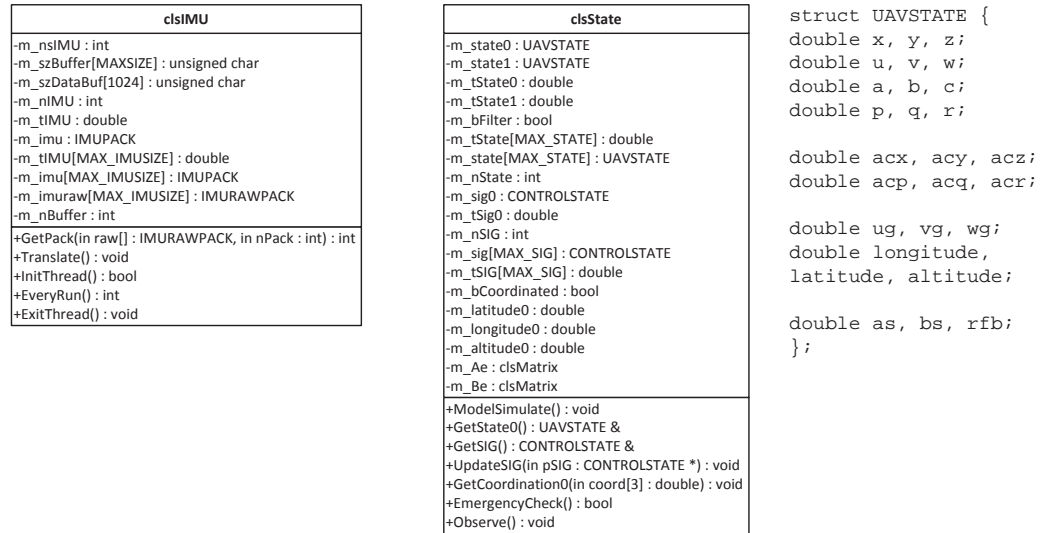 clsIMU
-m_nsIMU : int
-m_szBuffer[MAXSIZE] : unsigned char
-m_szDataBuf[1024] : unsigned char
-m_nIMU : int
-m_tIMU : double
-m_imu : IMUPACK
-m_tIMU[MAX_IMUSIZE] : double
-m_imu[MAX_IMUSIZE] : IMUPACK
-m_imuraw[MAX_IMUSIZE] : IMURAWPACK
-m_nBuffer : int
+GetPack(in raw[] : IMURAWPACK, in nPack : int) : int
+Translate() : void
+InitThread() : bool
+EveryRun() : int
+ExitThread() : void
clsState
-m_state0 : UAVSTATE
-m_state1 : UAVSTATE
-m_tState0 : double
-m_tState1 : double
-m_bFilter : bool
-m_tState[MAX_STATE] : double
-m_state[MAX_STATE] : UAVSTATE
-m_nState : int
-m_sig0 : CONTROLSTATE
-m_tSig0 : double
-m_nSIG : int
-m_sig[MAX_SIG] : CONTROLSTATE
-m_tSIG[MAX_SIG] : double
-m_bCoordinated : bool
-m_latitude0 : double
-m_longitude0 : double
-m_altitude0 : double
-m_Ae : clsMatrix
-m_Be : clsMatrix
+ModelSimulate() : void
+GetState0() : UAVSTATE &
+GetSIG() : CONTROLSTATE &
+UpdateSIG(in pSIG : CONTROLSTATE *) : void
+GetCoordination0(in coord[3] : double) : void
+EmergencyCheck() : bool
+Observe() : void
struct UAVSTATE {
double x, y, z;
double u, v, w;
double a, b, c;
double p, q, r;
double acx, acy, acz;
double acp, acq, acr;
double ug, vg, wg;
double longitude,
latitude, altitude;
double as, bs, rfb;
};